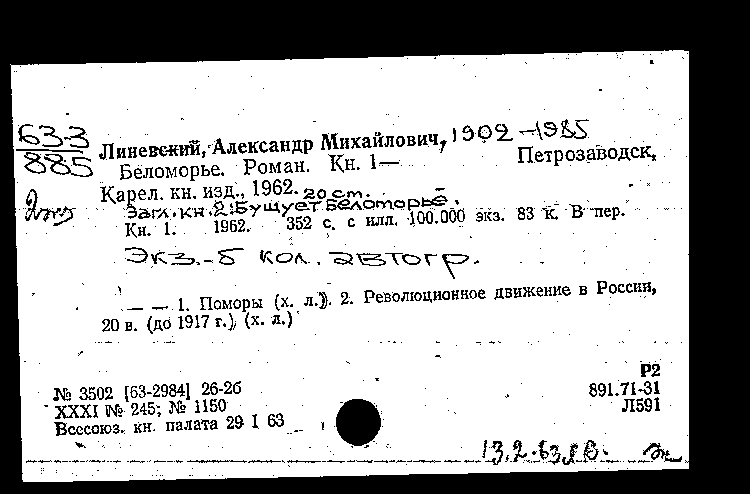 63-3
885
Линевский, Александр Михайлович, 1902-1985
Беломорье. Роман. Кн. 1—
Петрозаводск,
Карел. кн. изд., 1962. 20 ст.
Загл. кн. 2: Бушует Беломорье.
Кн. 1. 1962. 352 с. с илл. 100.000 экз. 83 к. В пер.
Экз.-б кол. автогр.
— — 1. Поморы (х. л.). 2. Революционное движение в России,
20 в. (до 1917 г.), (х. л.)
Р2
№ 3502 [63-2984] 26-26
891.71-31
XXXI № 245; № 1150
Л591
Всесоюз. кн. палата 29 I 63
13.2.63